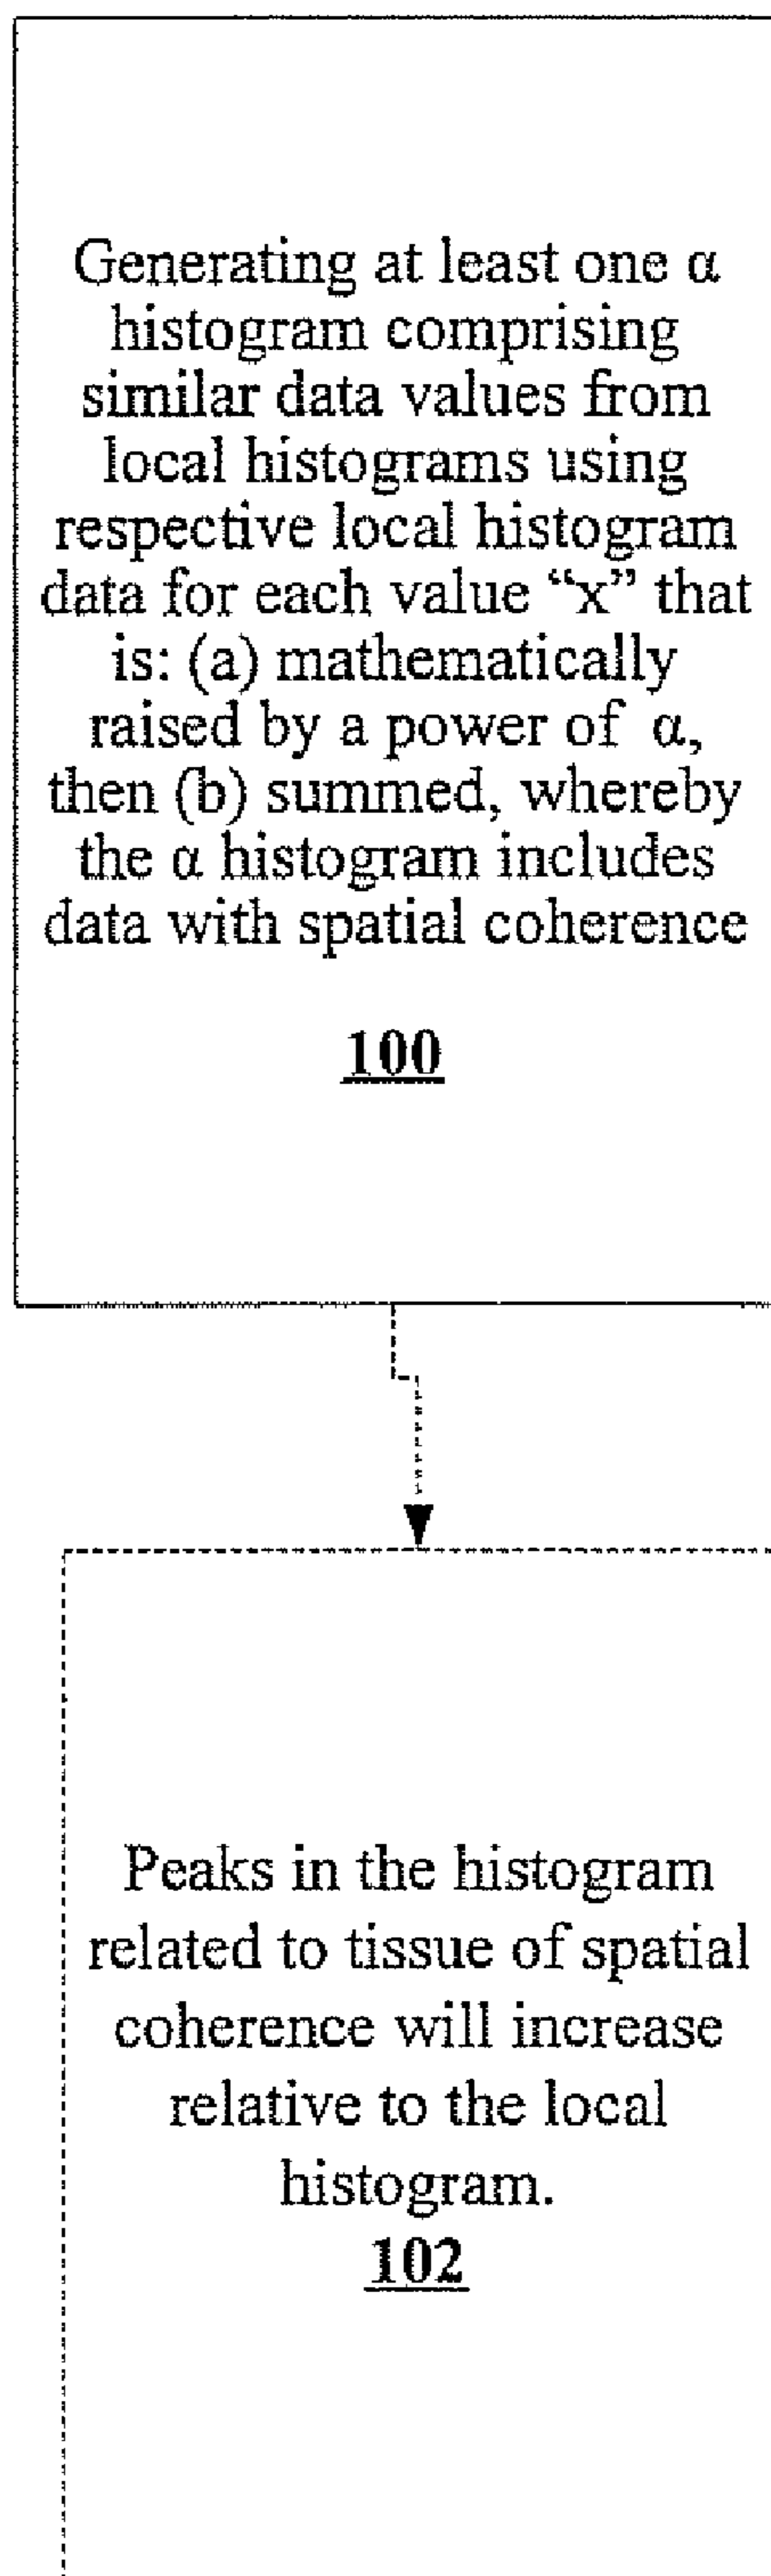 Generating at least one α
histogram comprising
similar data values from
local histograms using
respective local histogram
data for each value “x” that
is: (a) mathematically
raised by a power of α,
then (b) summed, whereby
the α histogram includes
data with spatial coherence
100
Peaks in the histogram
related to tissue of spatial
coherence will increase
relative to the local
histogram.
102